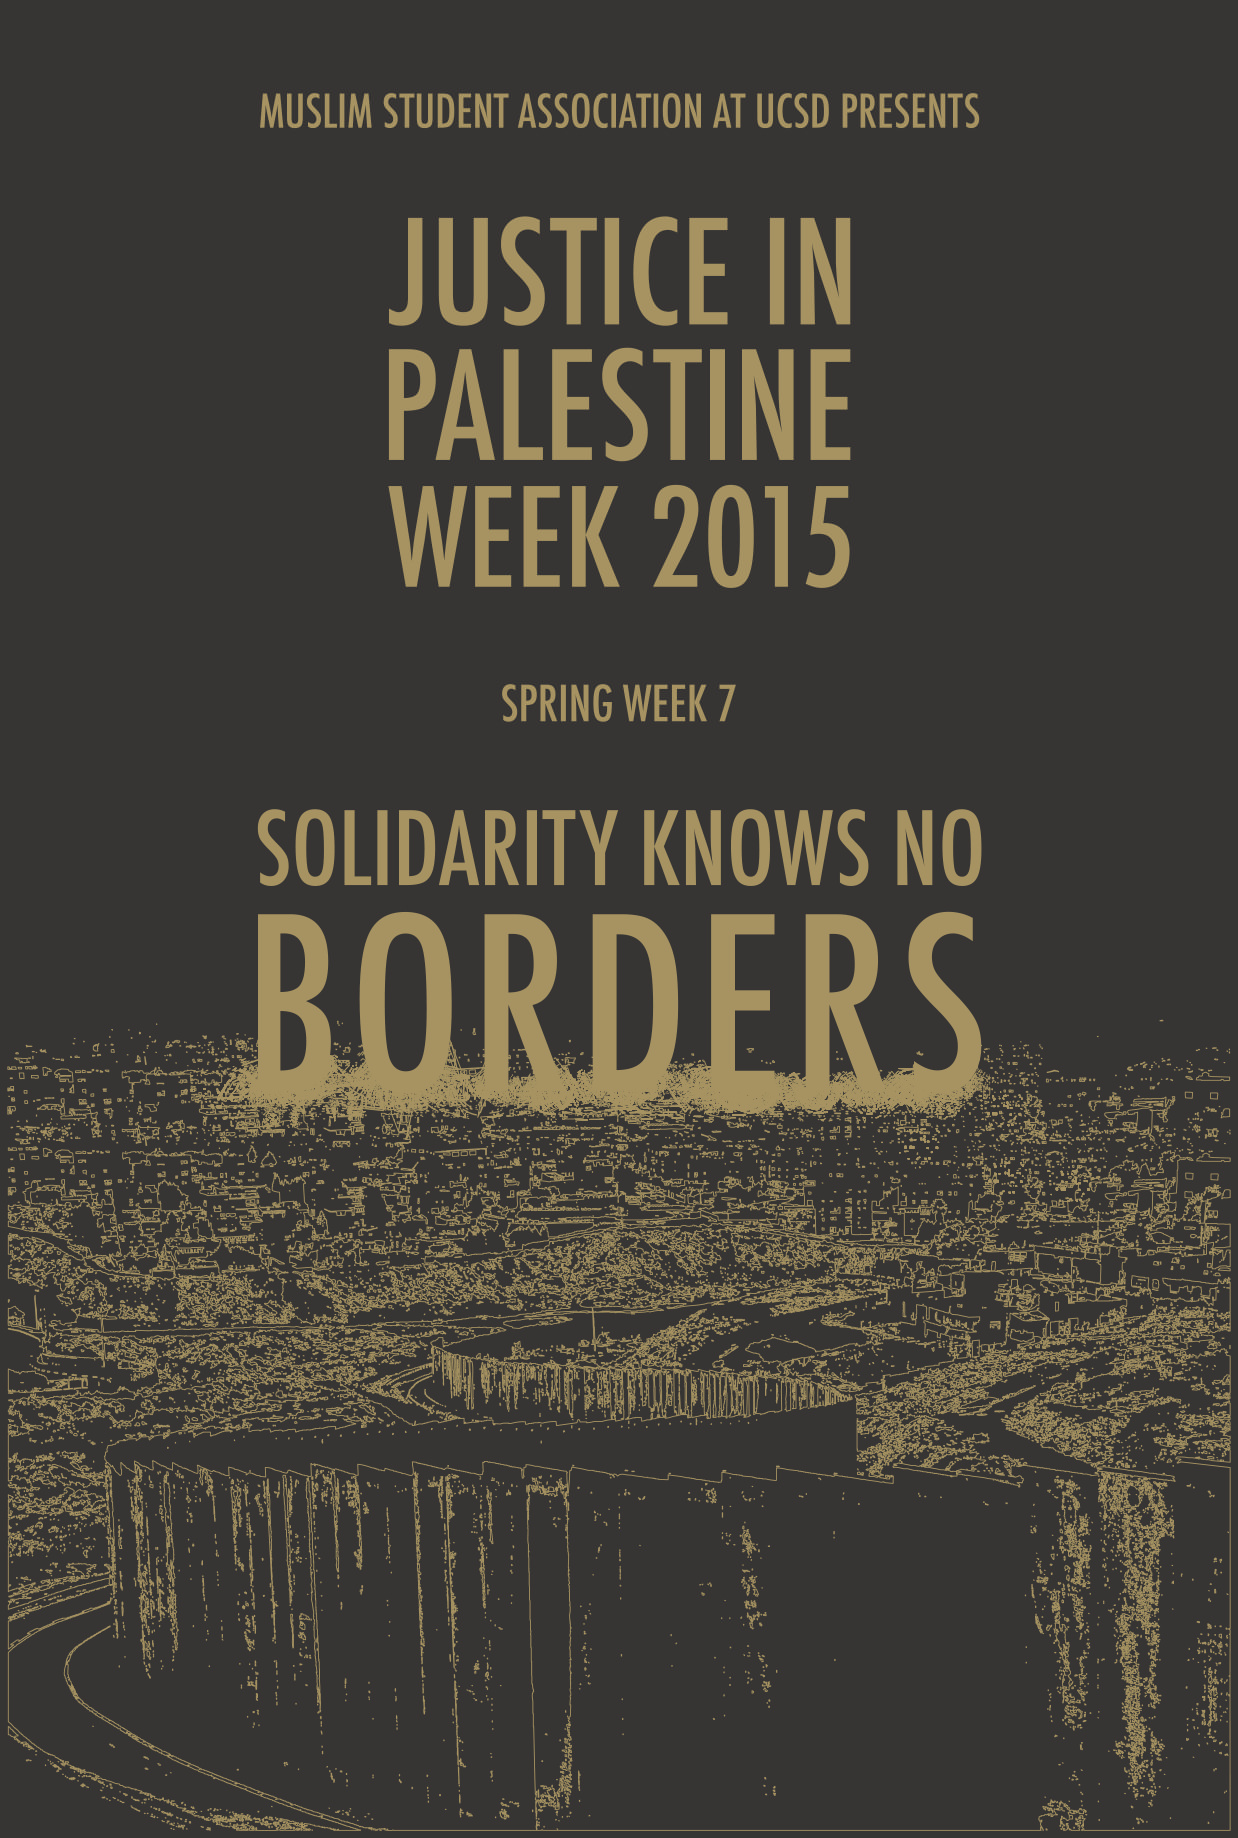 MUSLIM STUDENT ASSOCIATION AT UCSD PRESENTS
JUSTICE IN
PALESTINE
WEEK 2015
SPRING WEEK 7
SOLIDARITY KNOWS NO
BORDERS